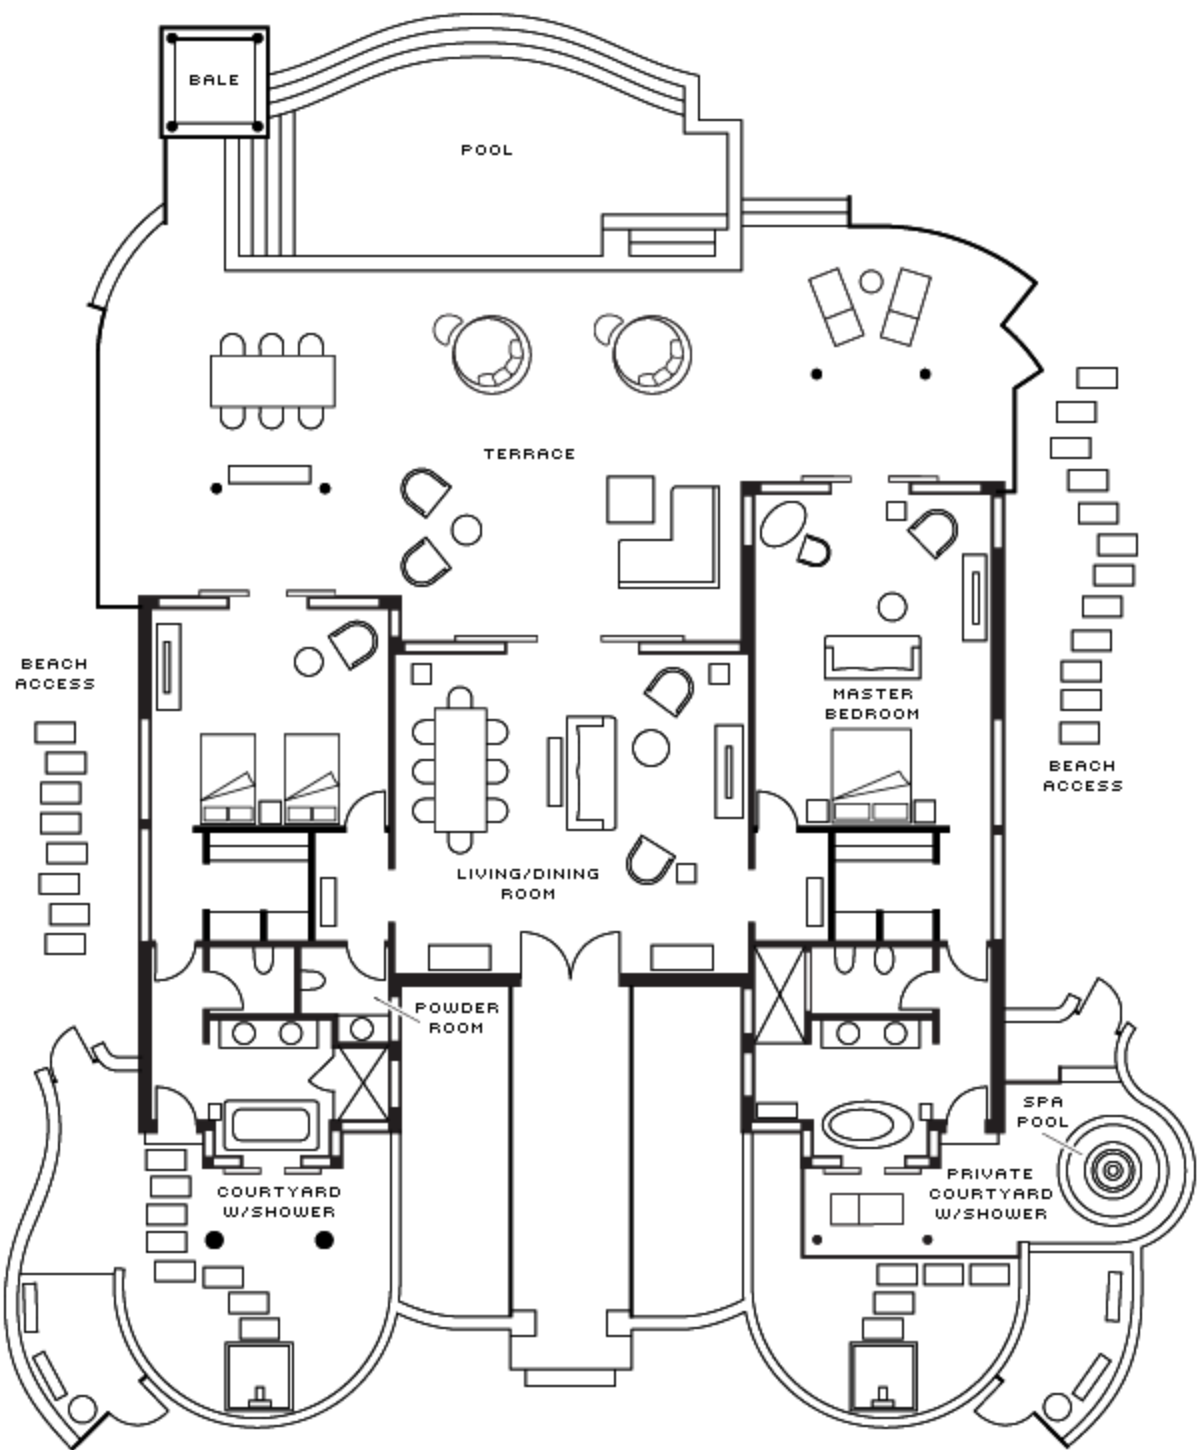 BALE
POOL
TERRACE
BEACH
ACCESS
MASTER
BEDROOM
BEACH
ACCESS
LIVING/DINING
ROOM
POWDER
ROOM
SPA
POOL
COURTYARD
W/SHOWER
PRIVATE
COURTYARD
W/SHOWER